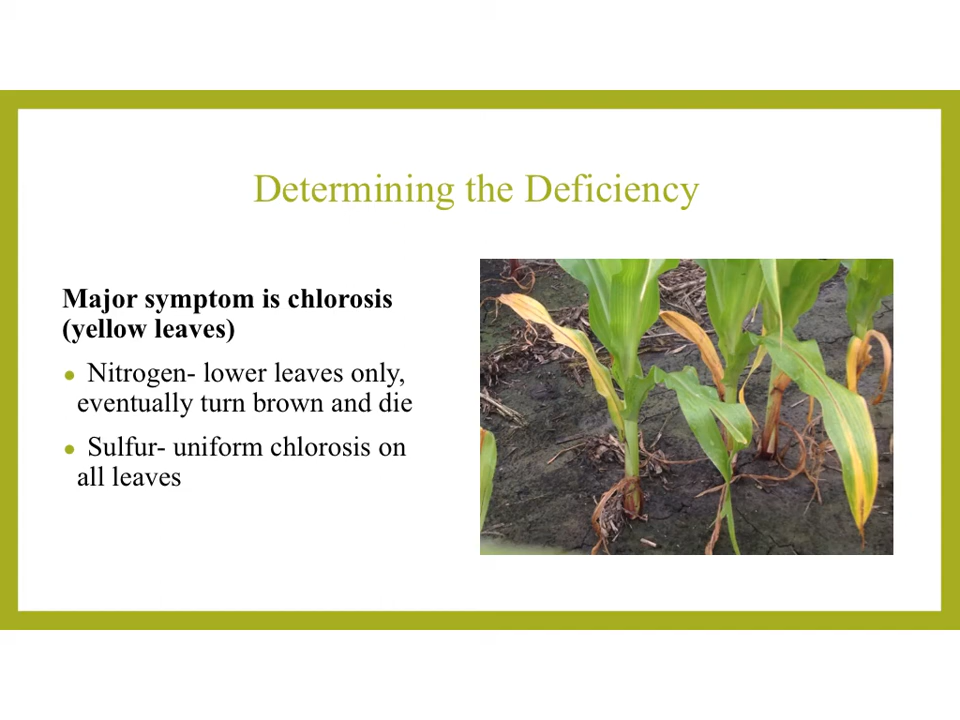 Determining the Deficiency
Major symptom is chlorosis
(yellow leaves)
● Nitrogen- lower leaves only,
eventually turn brown and die
● Sulfur- uniform chlorosis on
all leaves